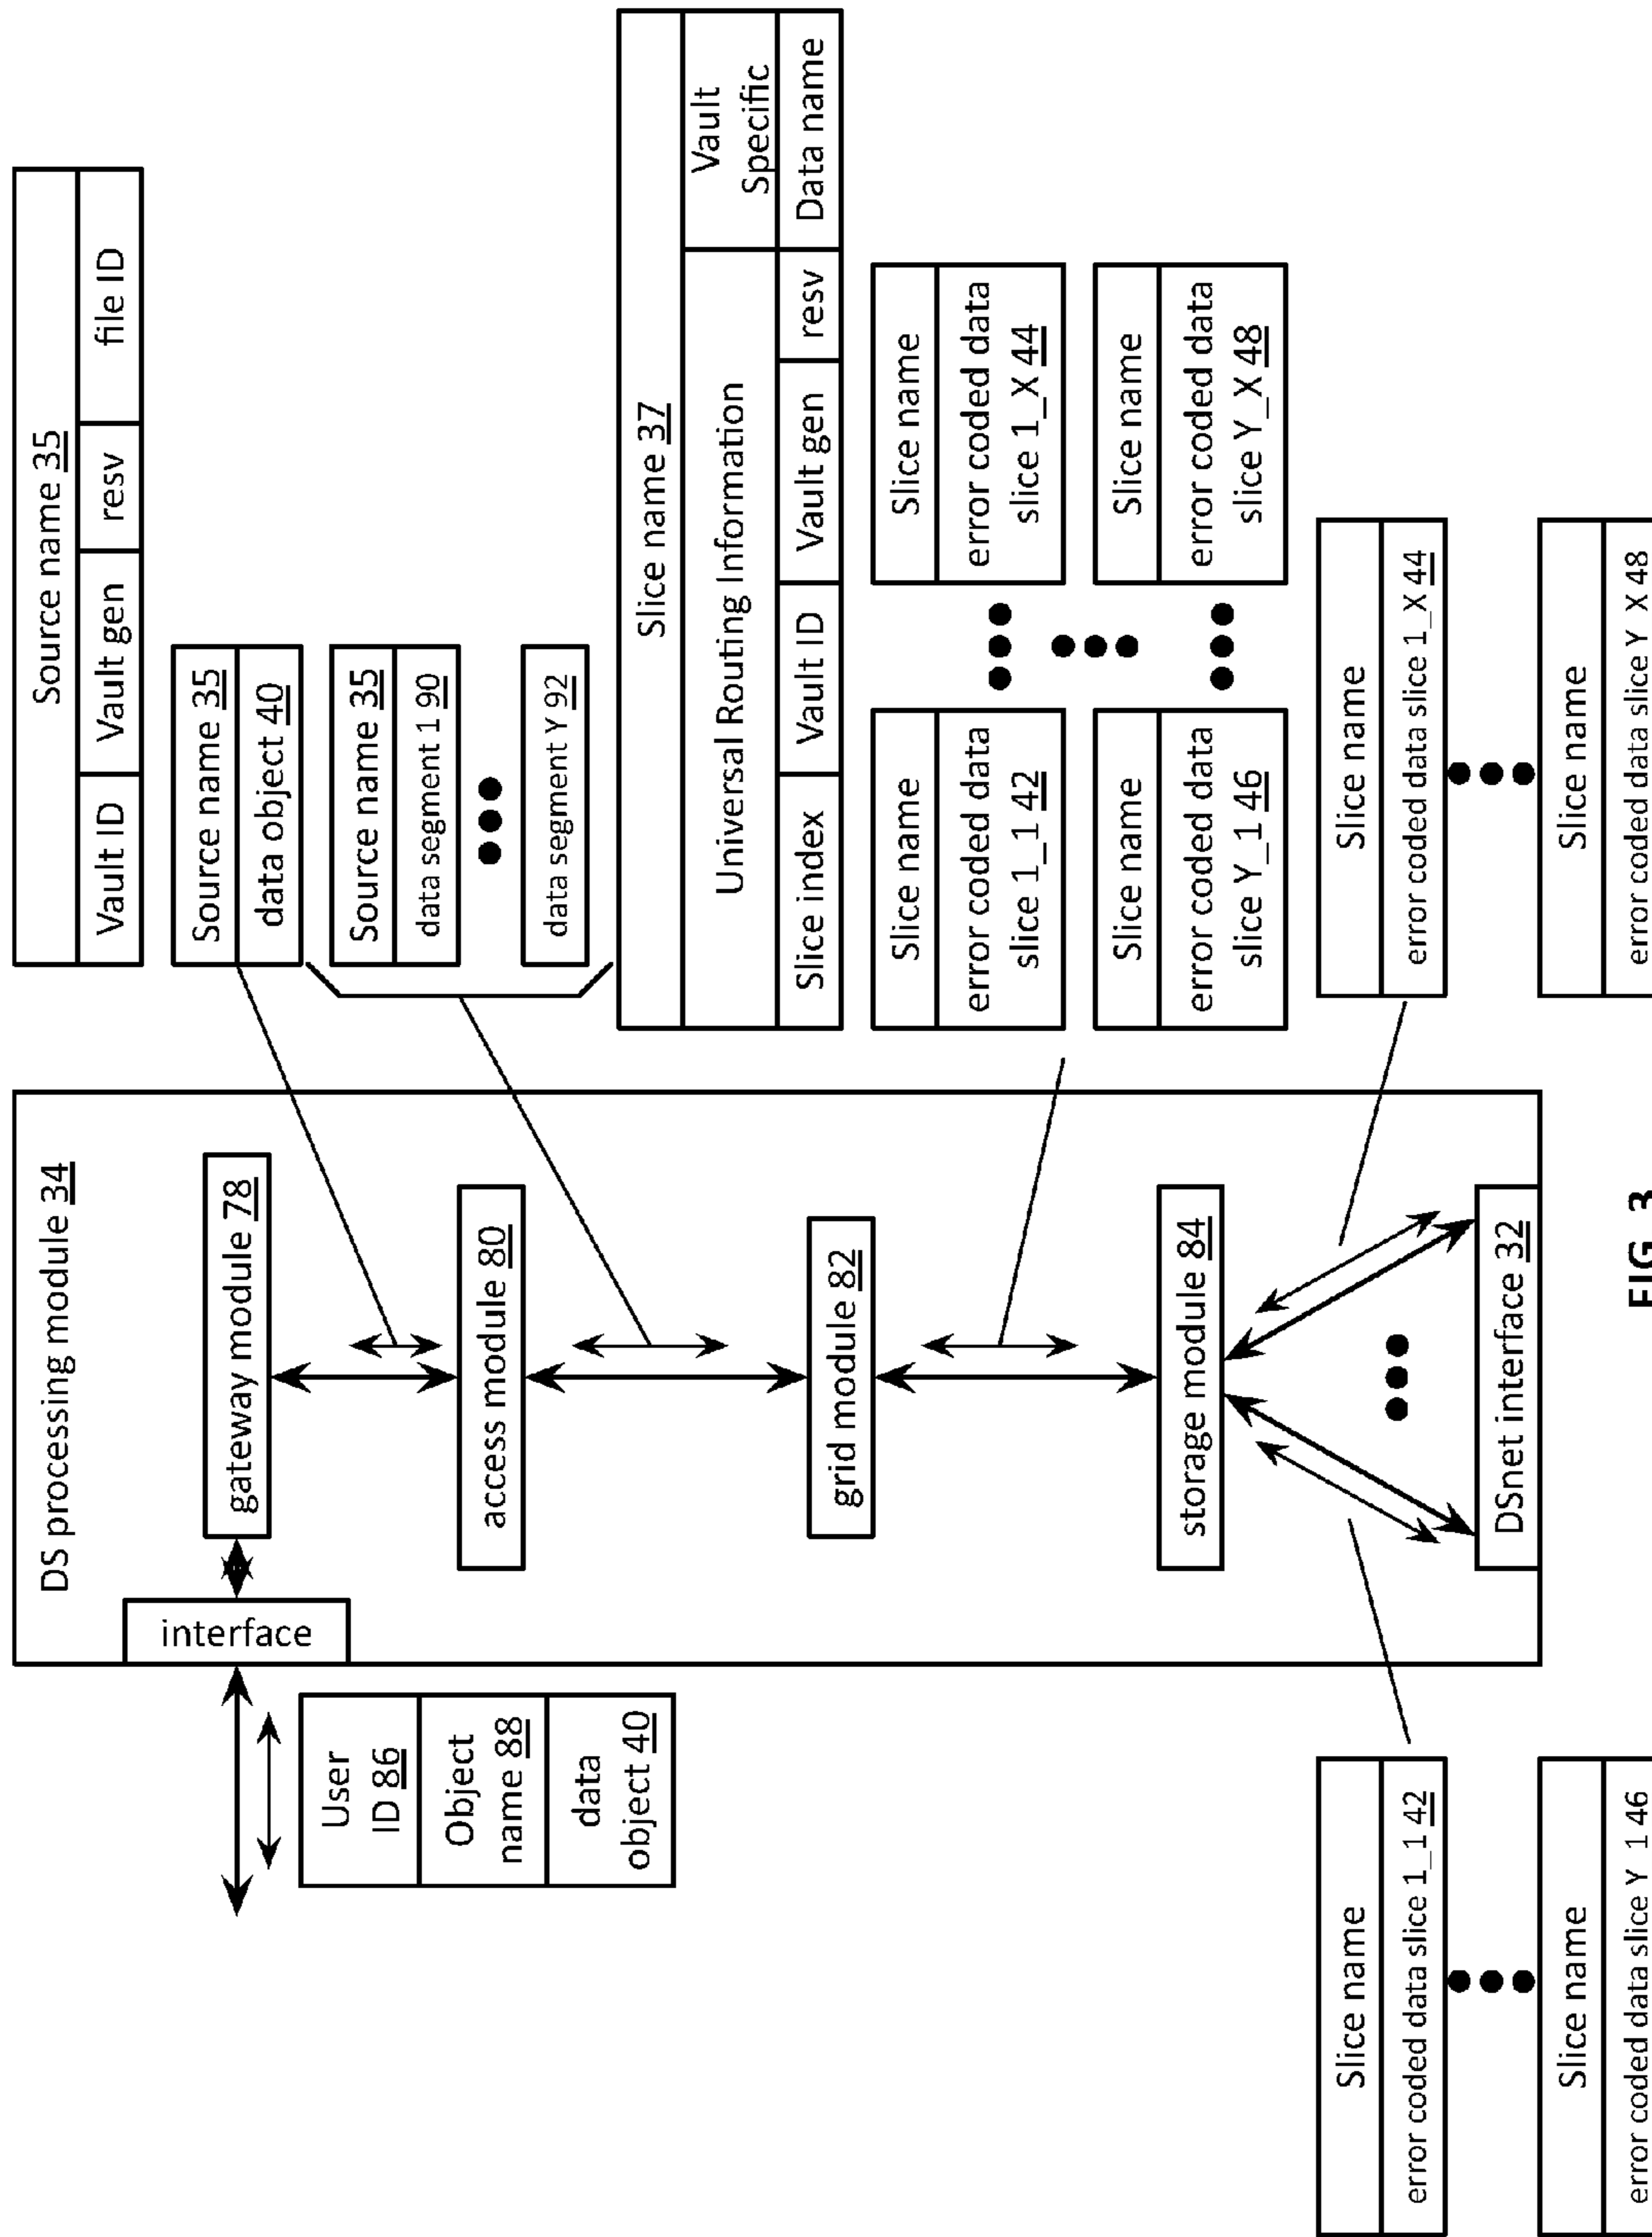 DS processing module 34
interface
gateway module 78
access module 80
grid module 82
storage module 84
DSnet interface 32
User
ID 86
Object
name 88
data
object 40
Source name 35
Vault ID
Vault gen
resv
file ID
Source name 35
data object 40
Source name 35
data segment 1 90
data segment Y 92
Slice name 37
Universal Routing Information
Vault
Specific
Slice index
Vault ID
Vault gen
resv
Data name
Slice name
error coded data
slice 1_1 42
Slice name
error coded data
slice 1_X 44
Slice name
error coded data
slice Y_1 46
Slice name
error coded data
slice Y_X 48
Slice name
error coded data slice 1_1 42
Slice name
error coded data slice Y 1 46
Slice name
error coded data slice 1_X 44
Slice name
error coded data slice Y X 48
FIG. 3